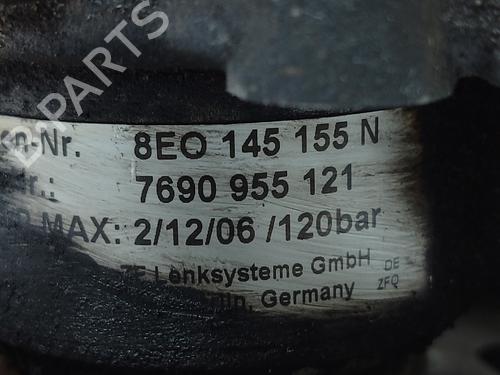 B-PARTS
en-Nr. 8EO 145 155 N
r.: 7690 955 121
MAX: 2/12/06 /120bar
ZF Lenksysteme GmbH DE
Germany ZFQ